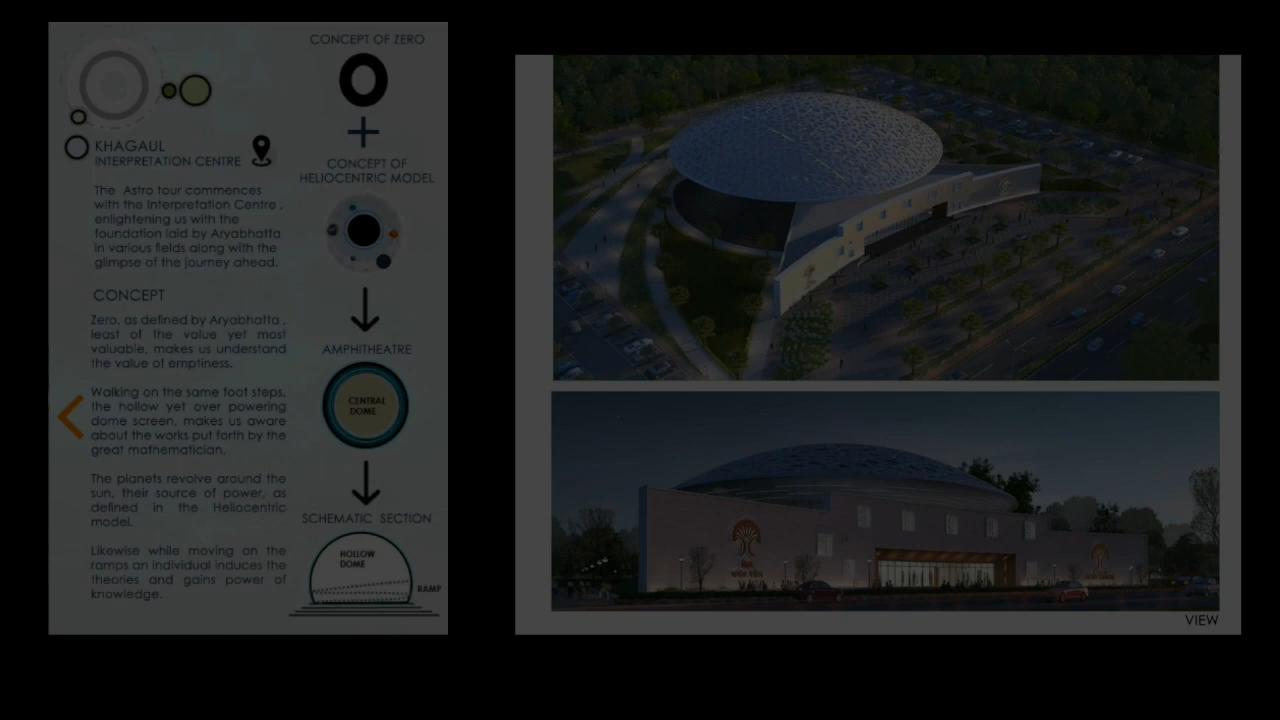 KHAGAUL
INTERPRETATION CENTRE
The Astro tour commences
with the Interpretation Centre ,
enlightening us with the
foundation laid by Aryabhatta
in various fields along with the
glimpse of the journey ahead.
CONCEPT
Zero, as defined by Aryabhatta ,
least of the value yet most
valuable, makes us understand
the value of emptiness.
Walking on the same foot steps,
the hollow yet over powering
dome screen, makes us aware
about the works put forth by the
great mathematician.
The planets revolve around the
sun, their source of power, as
defined in the Heliocentric
model.
Likewise while moving on the
ramps an individual induces the
theories and gains power of
knowledge.
CONCEPT OF ZERO
CONCEPT OF
HELIOCENTRIC MODEL
AMPHITHEATRE
CENTRAL
DOME
SCHEMATIC SECTION
HOLLOW
DOME
RAMP
VIEW